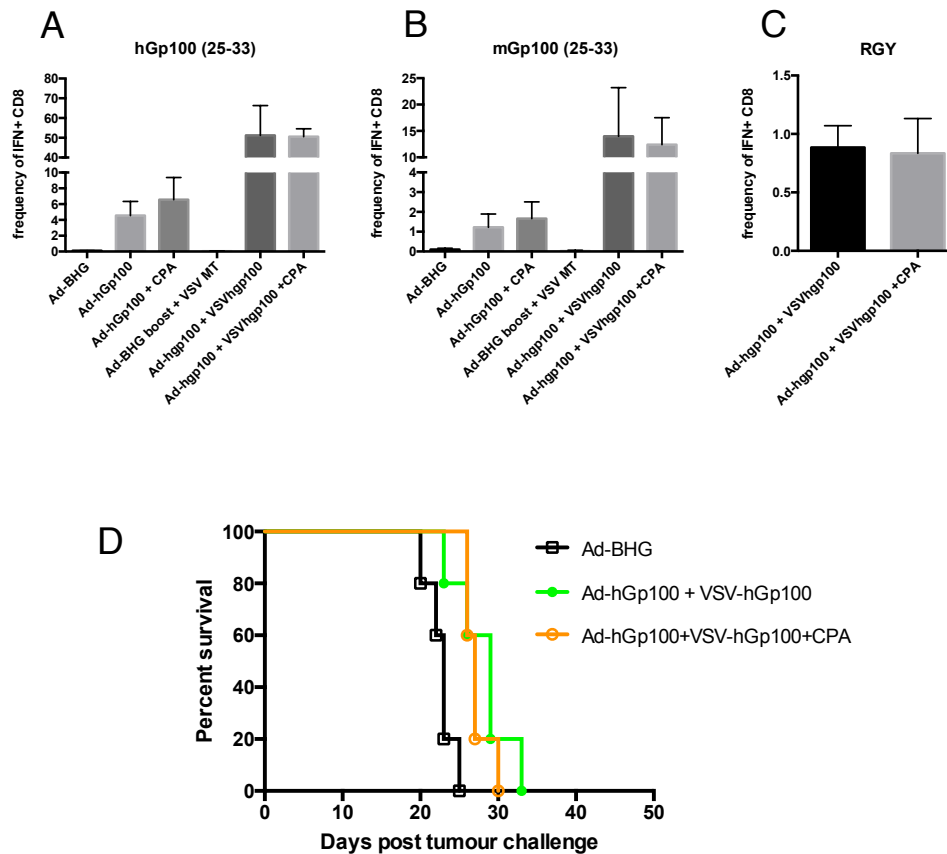 A
hGp100 (25-33)
frequency of IFN+ CD8
80
70
60
50
40
10
8
6
4
2
0
Ad-BHG
Ad-hGp100
Ad-hGp100 + CPA
Ad-BHG boost + VSV MT
Ad-hgp100 + VSVhgp100
Ad-hgp100 + VSVhgp100 +CPA
B
mGp100 (25-33)
frequency of IFN+ CD8
25
20
15
10
4
3
2
1
0
Ad-BHG
Ad-hGp100
Ad-hGp100 + CPA
Ad-BHG boost + VSV MT
Ad-hgp100 + VSVhgp100
Ad-hgp100 + VSVhgp100 +CPA
C
RGY
frequency of IFN+ CD8
1.5
1.0
0.5
0.0
Ad-hgp100 + VSVhgp100
Ad-hgp100 + VSVhgp100 +CPA
D
Percent survival
100
80
60
40
20
0
0 10 20 30 40 50
Days post tumour challenge
Ad-BHG
Ad-hGp100 + VSV-hGp100
Ad-hGp100+VSV-hGp100+CPA